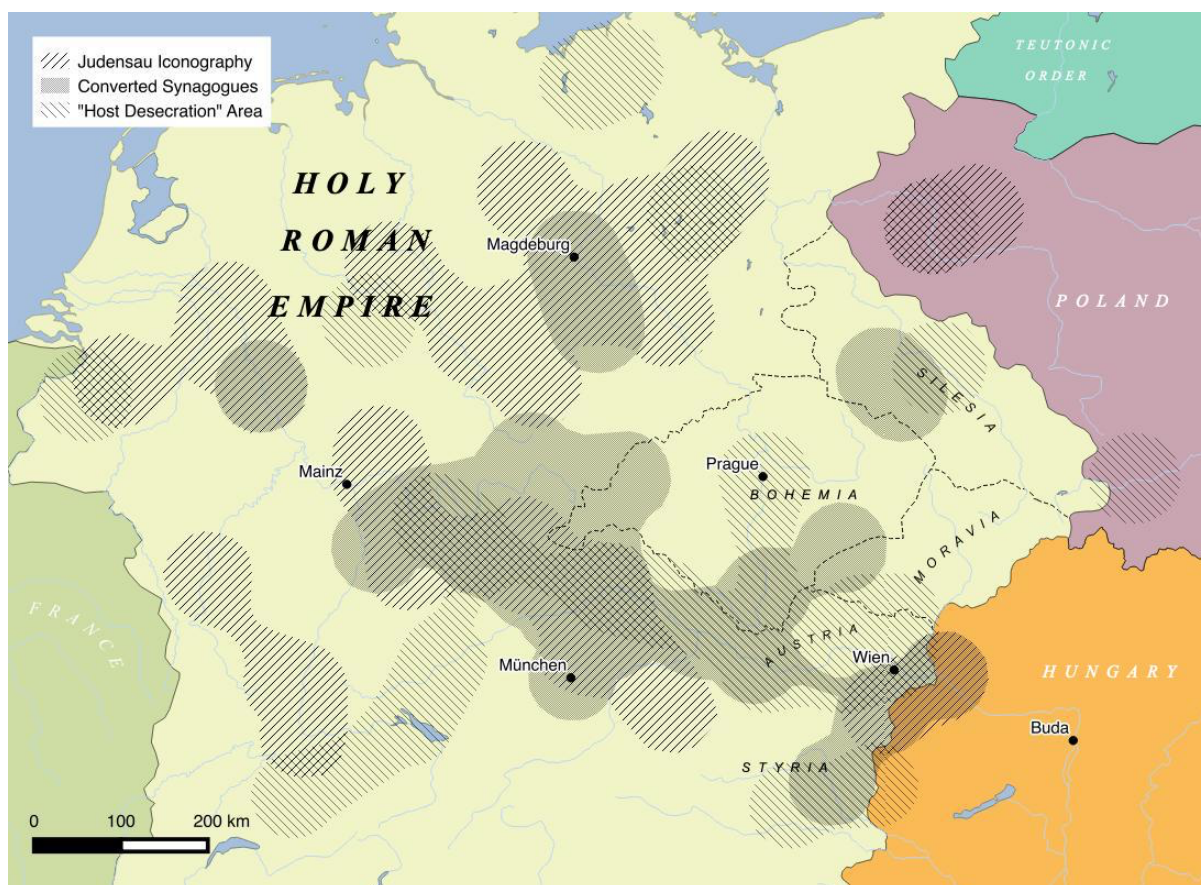 Judensau Iconography
Converted Synagogues
"Host Desecration" Area
TEUTONIC
ORDER
HOLY
ROMAN
EMPIRE
Magdeburg
POLAND
SILESIA
Mainz
Prague
BOHEMIA
MORAVIA
FRANCE
AUSTRIA
Wien
München
HUNGARY
Buda
STYRIA
0 100 200 km